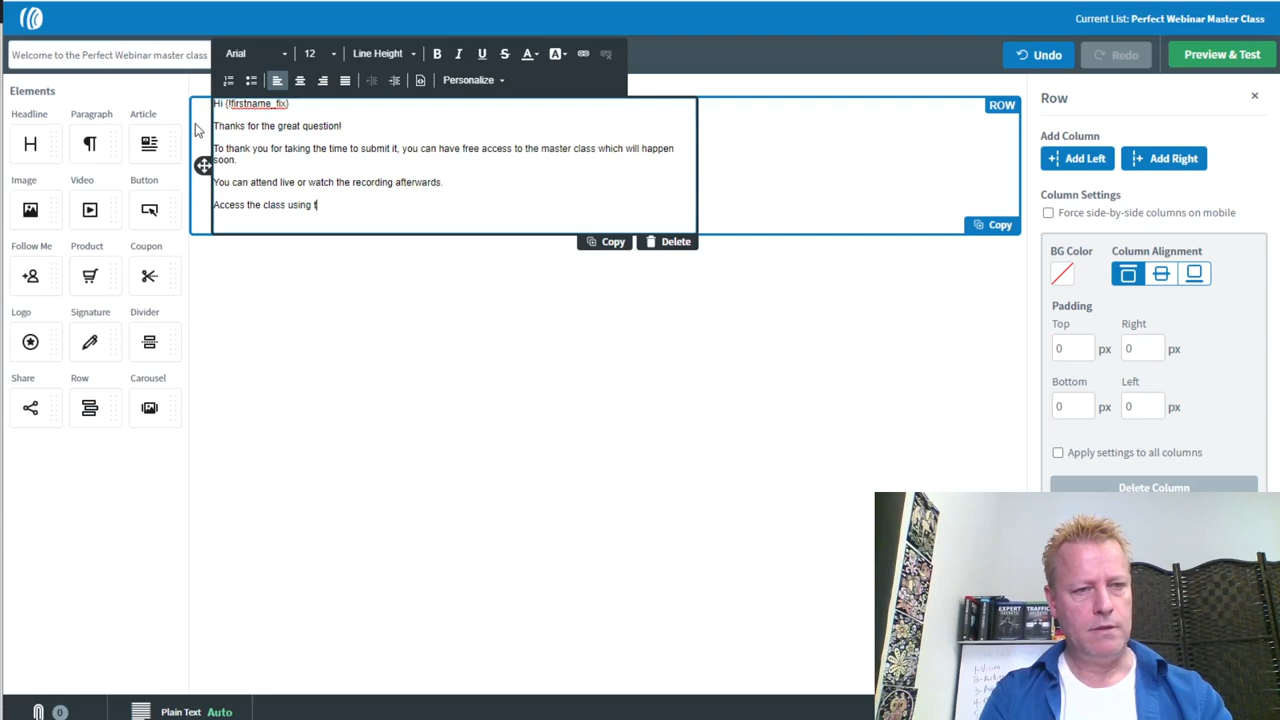 Current List: Perfect Webinar Master Class
Welcome to the Perfect Webinar master class
Arial
12
Line Height
B
I
U
S
A
A
Undo
Redo
Preview & Test
Personalize
Elements
Headline
Paragraph
Article
H
Image
Video
Button
Follow Me
Product
Coupon
Logo
Signature
Divider
Share
Row
Carousel
Hi {!firstname_fix}
Thanks for the great question!
To thank you for taking the time to submit it, you can have free access to the master class which will happen
soon.
You can attend live or watch the recording afterwards.
Access the class using t
ROW
Copy
Copy
Delete
Row
Add Column
Add Left
Add Right
Column Settings
Force side-by-side columns on mobile
BG Color
Column Alignment
Padding
Top
Right
0
px
0
px
Bottom
Left
0
px
0
px
Apply settings to all columns
Delete Column
EXPERT
TRAFFIC
0
Plain Text Auto